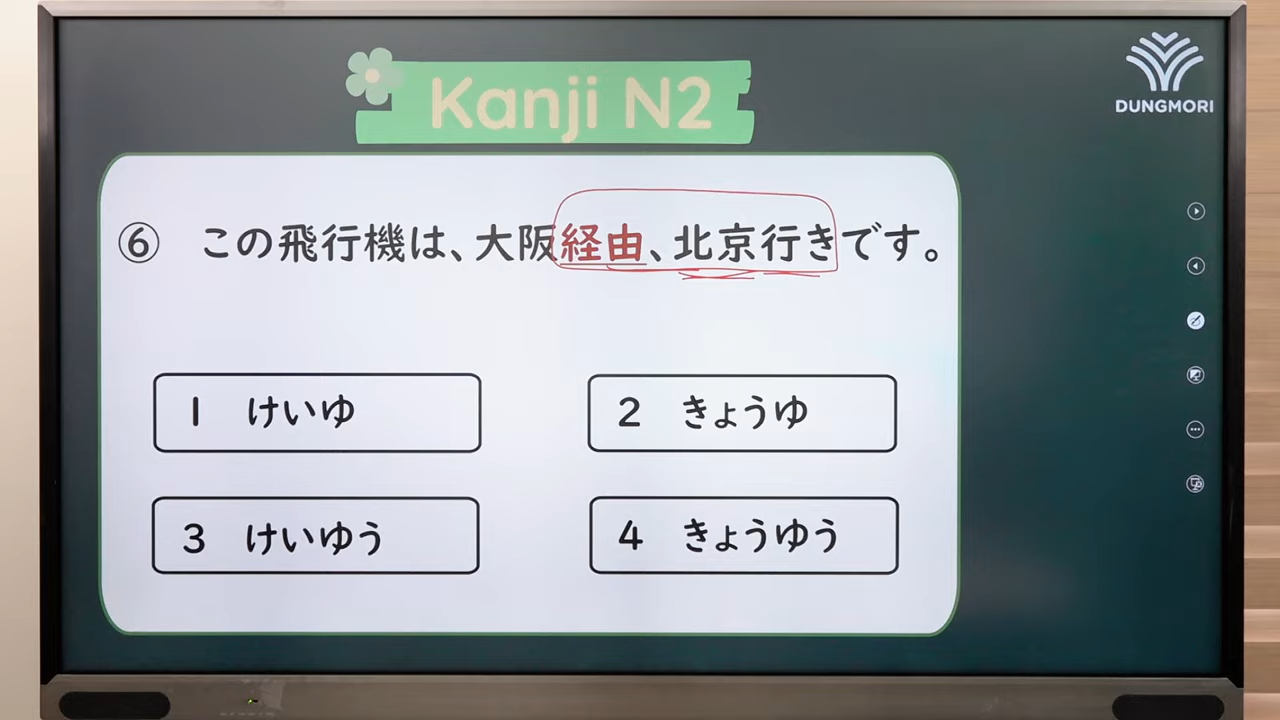 Kanji N2
DUNGMORI
⑥ この飛行機は、大阪経由、北京行きです。
1 けいゆ
2 きょうゆ
3 けいゆう
4 きょうゆう